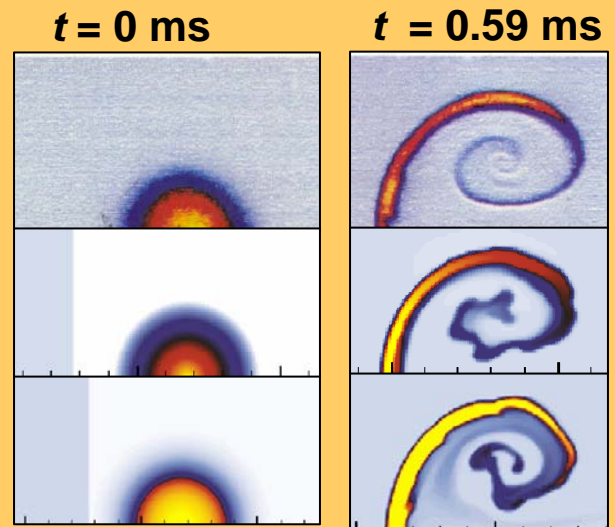 t = 0 ms
t = 0.59 ms